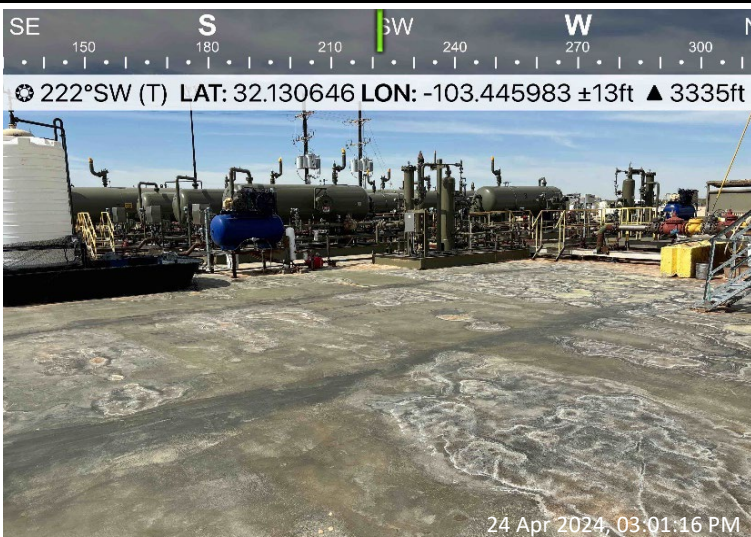 SE S SW W N
150 180 210 240 270 300
222°SW (T) LAT: 32.130646 LON: -103.445983 ±13ft ▲ 3335ft
24 Apr 2024, 03:01:16 PM